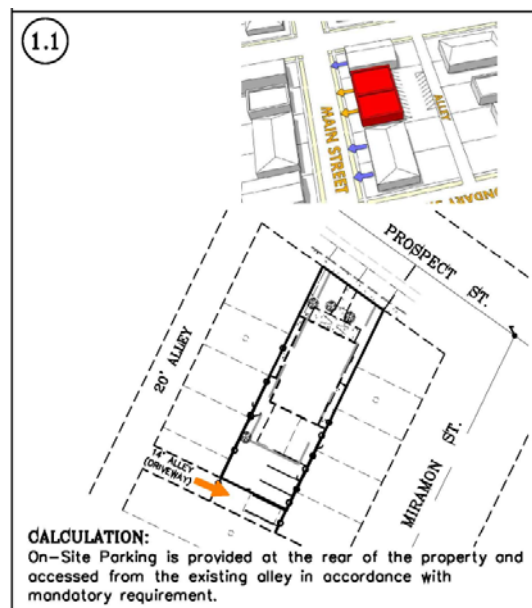 1.1
ALLEY
MAIN STREET
PROSPECT ST.
20' ALLEY
MIRAMON ST.
14' ALLEY
(DRIVEWAY)
CALCULATION:
On-Site Parking is provided at the rear of the property and
accessed from the existing alley in accordance with
mandatory requirement.